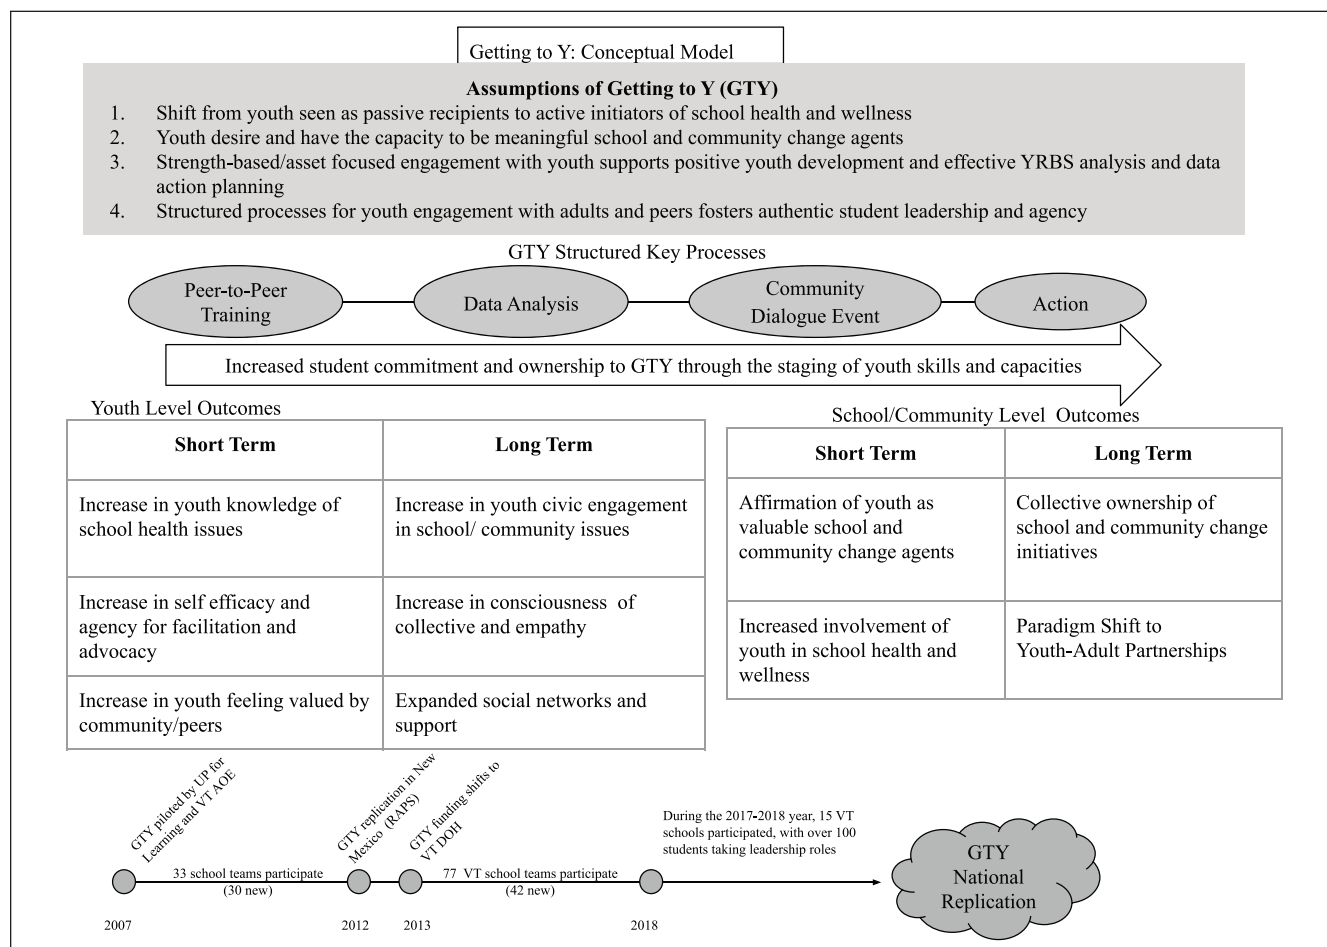 Getting to Y: Conceptual Model
Assumptions of Getting to Y (GTY)
1. Shift from youth seen as passive recipients to active initiators of school health and wellness
2. Youth desire and have the capacity to be meaningful school and community change agents
3. Strength-based/asset focused engagement with youth supports positive youth development and effective YRBS analysis and data
action planning
4. Structured processes for youth engagement with adults and peers fosters authentic student leadership and agency
GTY Structured Key Processes
Peer-to-Peer
Training
Data Analysis
Community
Dialogue Event
Action
Increased student commitment and ownership to GTY through the staging of youth skills and capacities
Youth Level Outcomes
Short Term
Long Term
Increase in youth knowledge of
school health issues
Increase in youth civic engagement
in school/ community issues
Increase in self efficacy and
agency for facilitation and
advocacy
Increase in consciousness of
collective and empathy
Increase in youth feeling valued by
community/peers
Expanded social networks and
support
School/Community Level Outcomes
Short Term
Long Term
Affirmation of youth as
valuable school and
community change agents
Collective ownership of
school and community change
initiatives
Increased involvement of
youth in school health and
wellness
Paradigm Shift to
Youth-Adult Partnerships
GTY piloted by UP for
Learning and VT AOE
GTY replication in New
Mexico (RAPS)
GTY funding shifts to
VT DOH
During the 2017-2018 year, 15 VT
schools participated, with over 100
students taking leadership roles
33 school teams participate
(30 new)
77 VT school teams participate
(42 new)
2007
2012
2013
2018
GTY
National
Replication